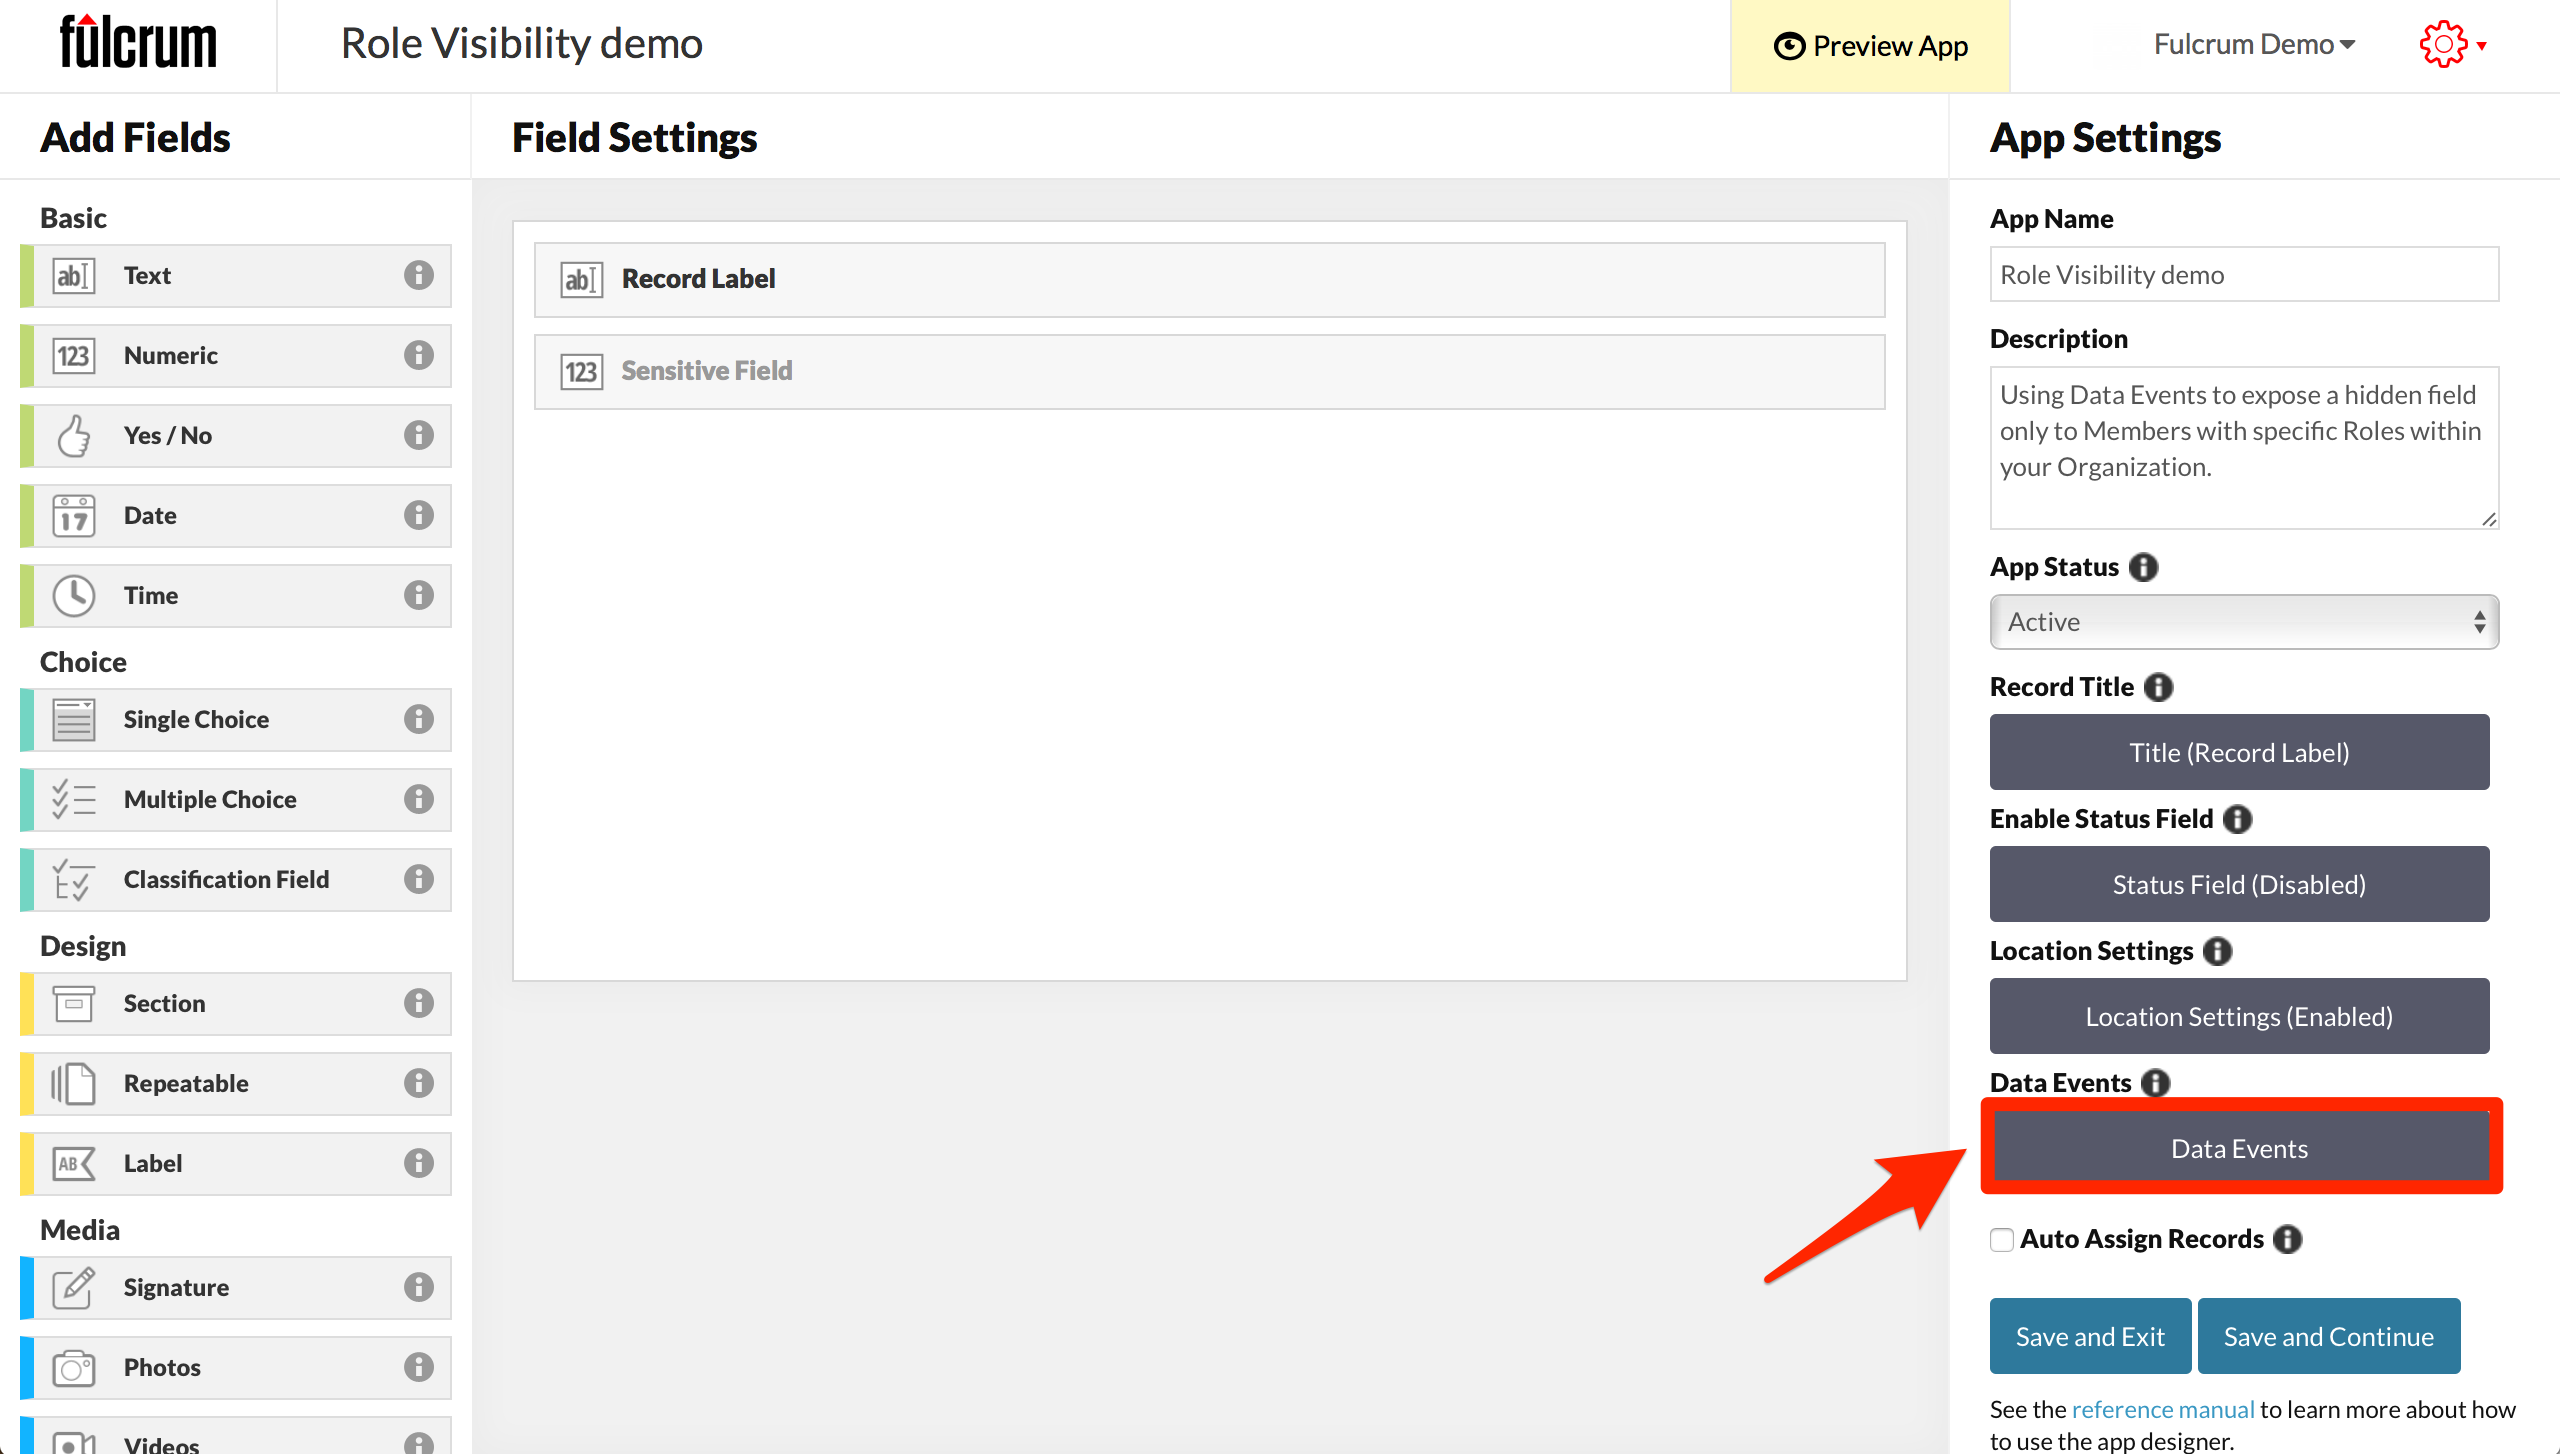 fulcrum
Role Visibility demo
Preview App
Fulcrum Demo
Add Fields
Basic
Text
Numeric
Yes / No
Date
Time
Choice
Single Choice
Multiple Choice
Classification Field
Design
Section
Repeatable
Label
Media
Signature
Photos
Videos
Field Settings
Record Label
Sensitive Field
App Settings
App Name
Role Visibility demo
Description
Using Data Events to expose a hidden field
only to Members with specific Roles within
your Organization.
App Status
Active
Record Title
Title (Record Label)
Enable Status Field
Status Field (Disabled)
Location Settings
Location Settings (Enabled)
Data Events
Data Events
Auto Assign Records
Save and Exit
Save and Continue
See the reference manual to learn more about how
to use the app designer.